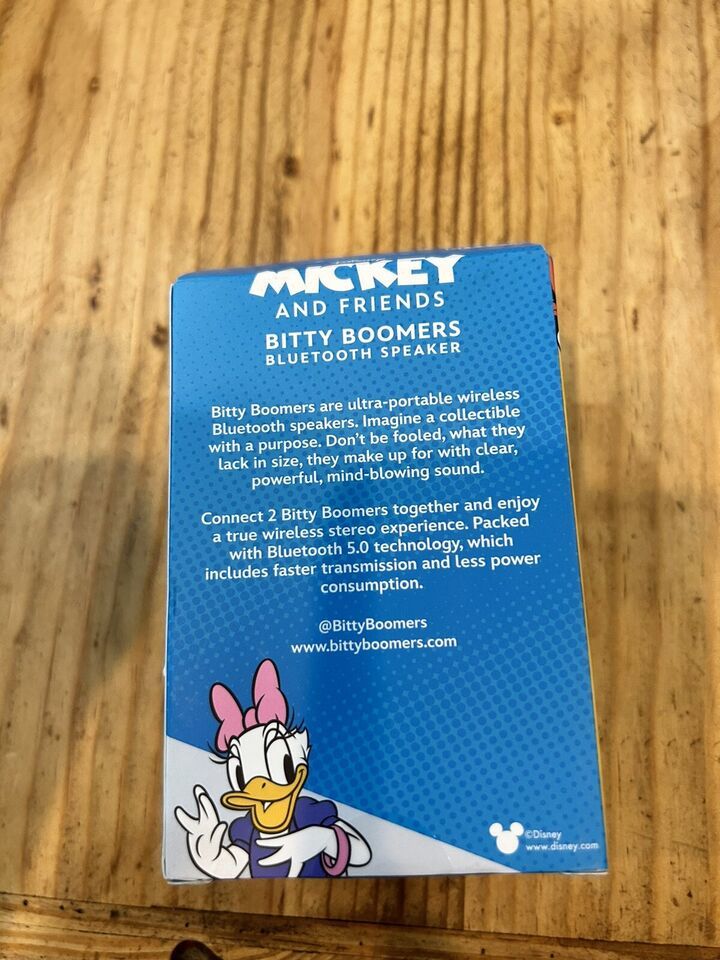 MICKEY
AND FRIENDS
BITTY BOOMERS
BLUETOOTH SPEAKER
Bitty Boomers are ultra-portable wireless
Bluetooth speakers. Imagine a collectible
with a purpose. Don't be fooled, what they
lack in size, they make up for with clear,
powerful, mind-blowing sound.
Connect 2 Bitty Boomers together and enjoy
a true wireless stereo experience. Packed
with Bluetooth 5.0 technology, which
includes faster transmission and less power
consumption.
@BittyBoomers
www.bittyboomers.com
©Disney
www.disney.com